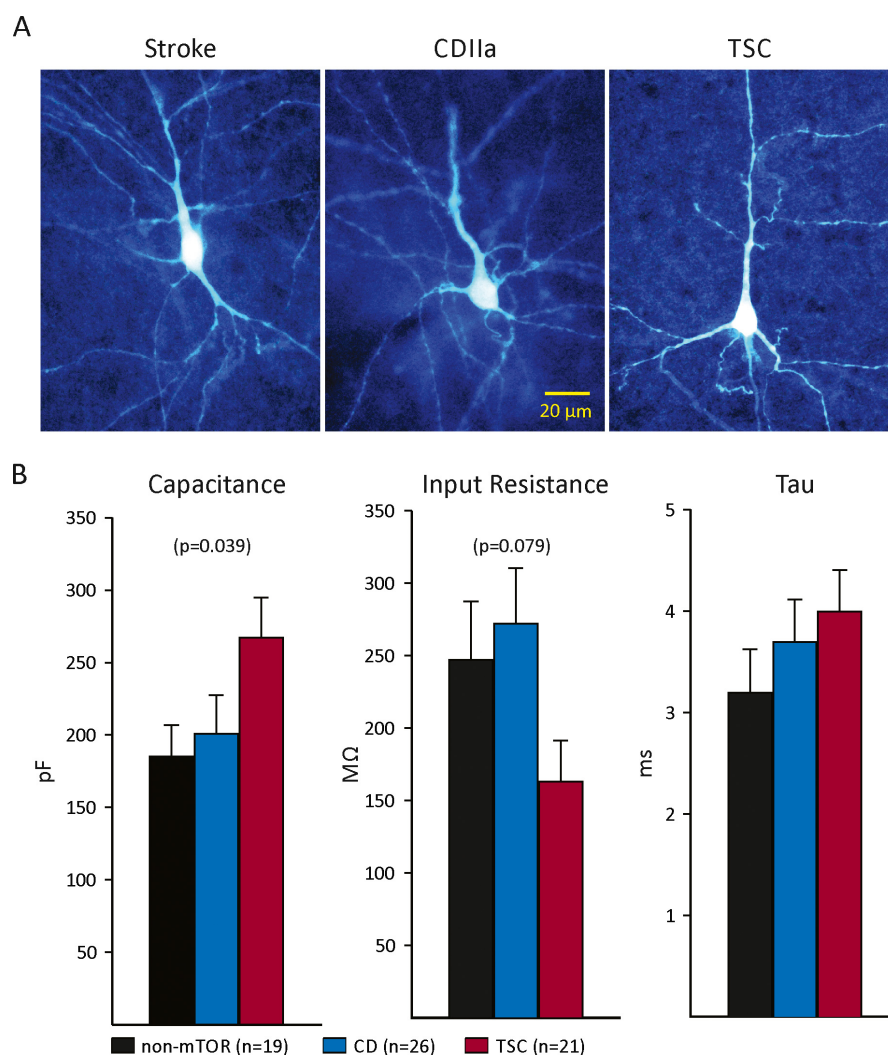 A
Stroke
CDIIa
TSC
20 µm
B
Capacitance
Input Resistance
Tau
350
300
250
200
150
100
50
pF
(p=0.039)
350
300
250
200
150
100
50
MΩ
(p=0.079)
5
4
3
2
1
ms
non-mTOR (n=19) CD (n=26) TSC (n=21)